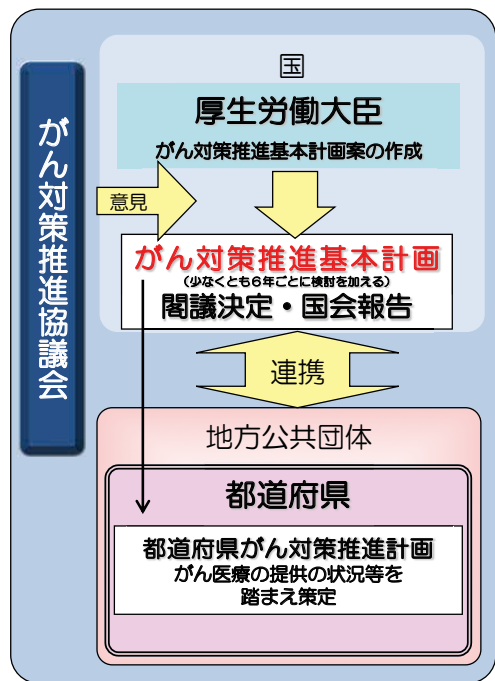 がん対策推進協議会
国
厚生労働大臣
がん対策推進基本計画案の作成
意見
がん対策推進基本計画
（少なくとも６年ごとに検討を加える）
閣議決定・国会報告
連携
地方公共団体
都道府県
都道府県がん対策推進計画
がん医療の提供の状況等を
踏まえ策定